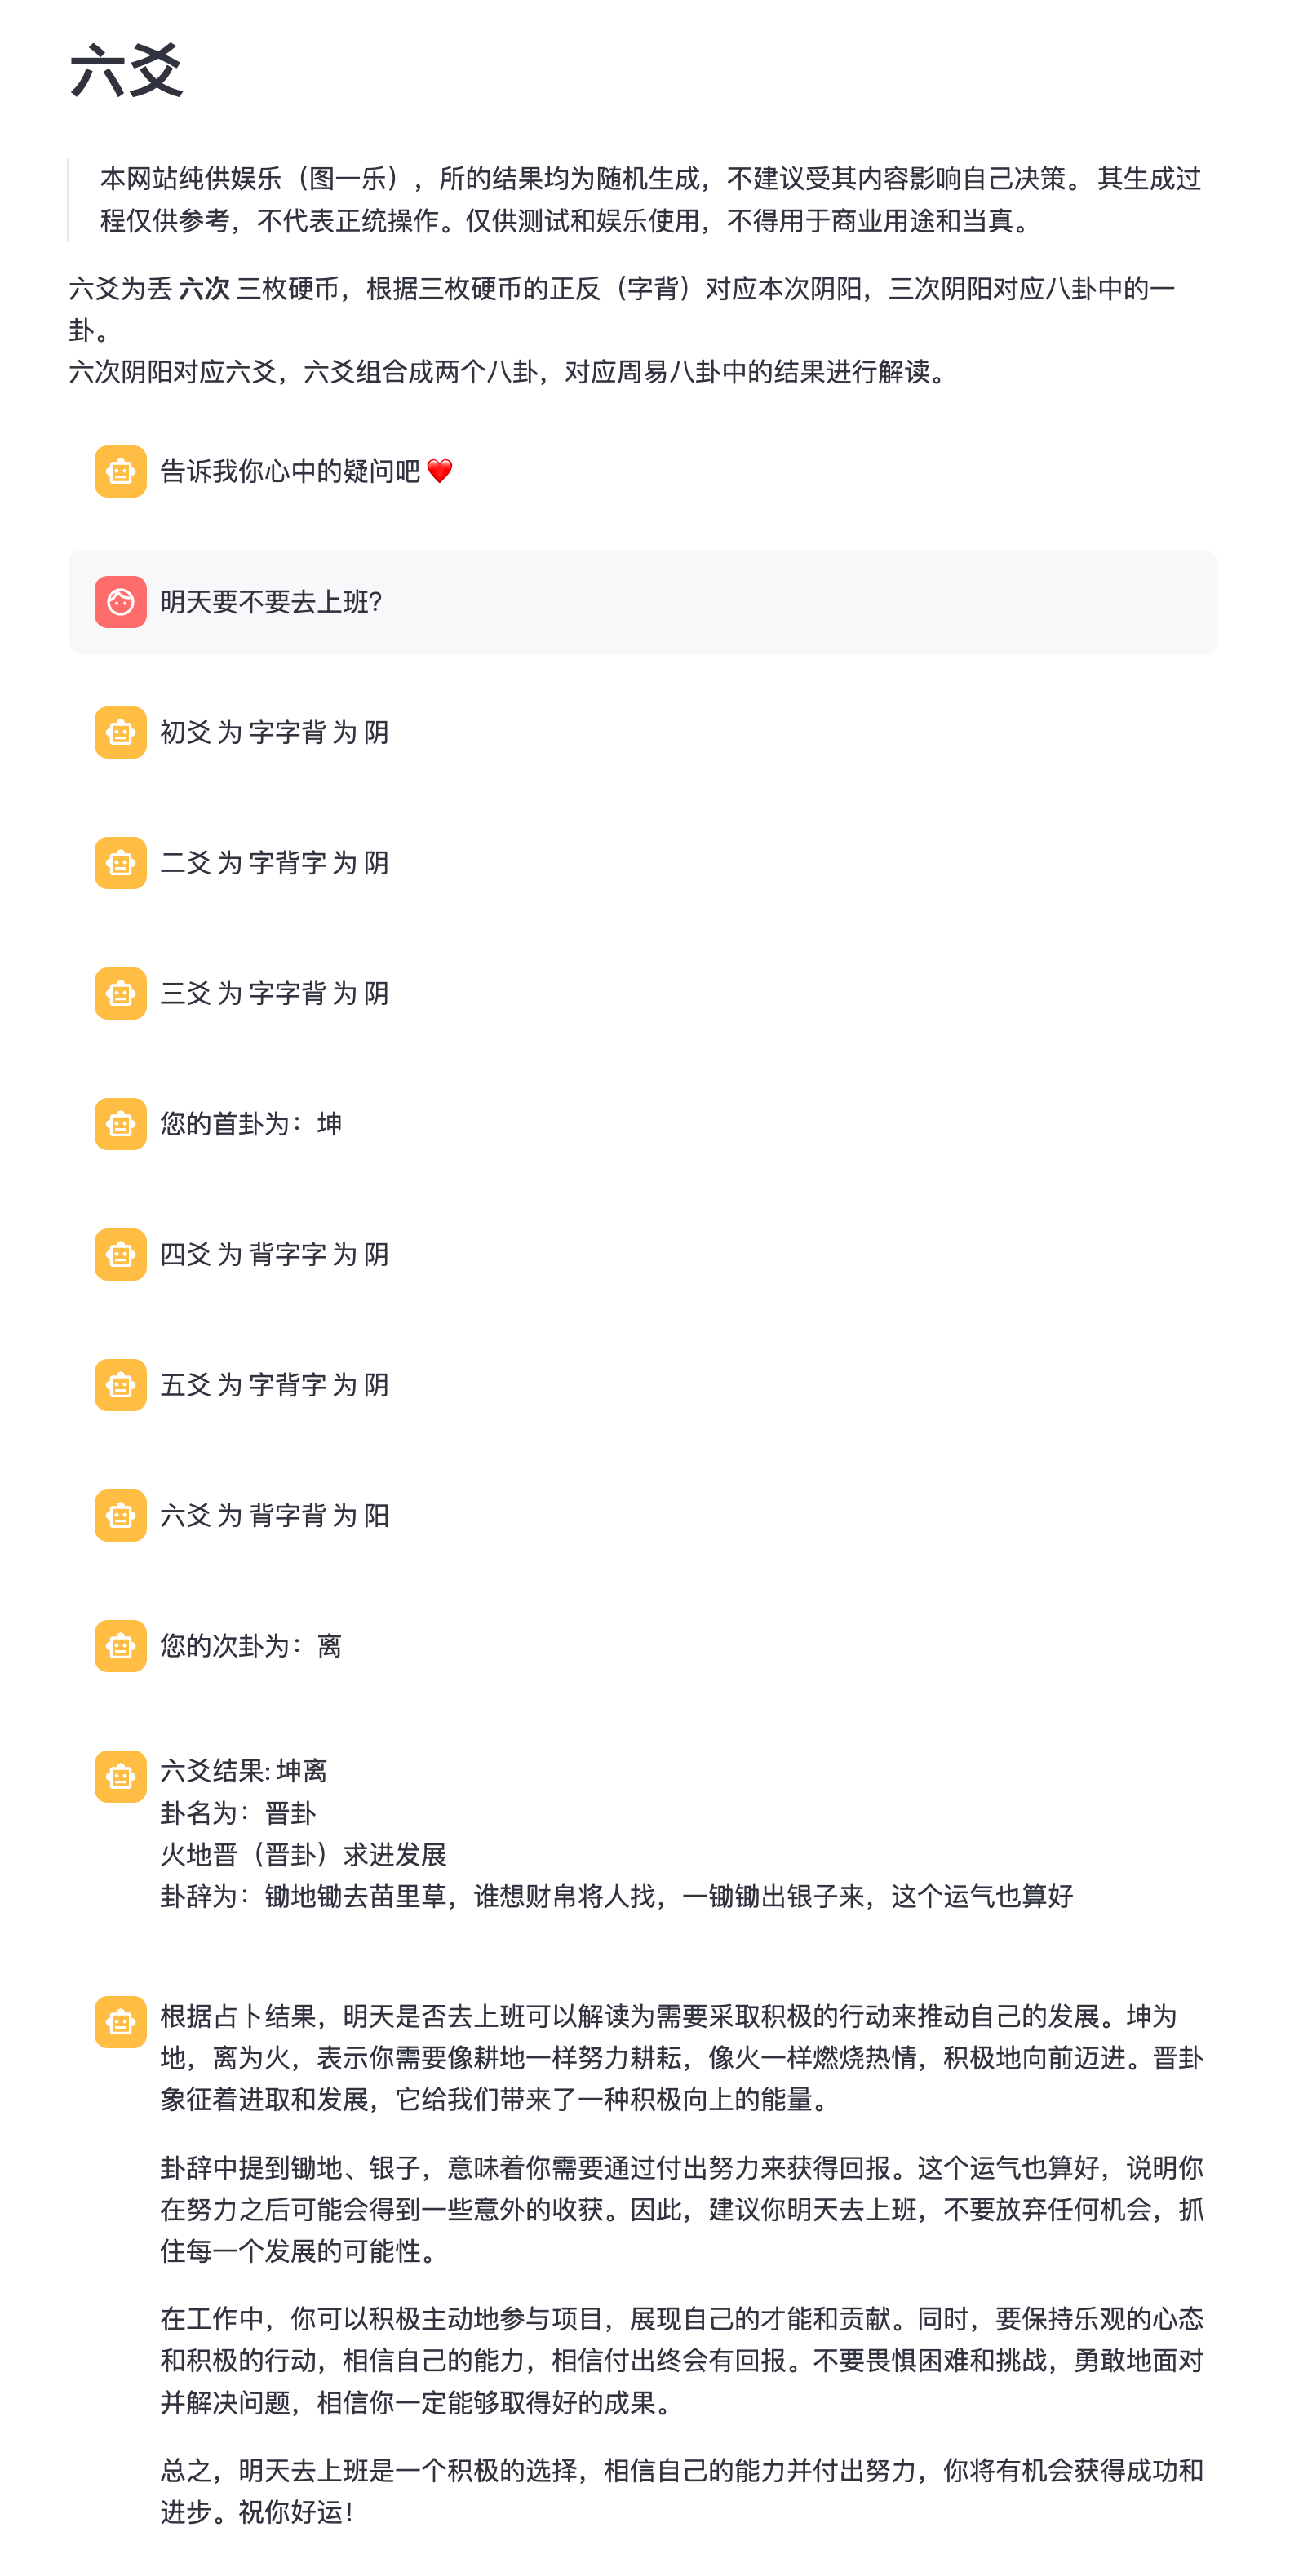 六爻
本网站纯供娱乐（图一乐），所的结果均为随机生成，不建议受其内容影响自己决策。 其生成过
程仅供参考，不代表正统操作。仅供测试和娱乐使用，不得用于商业用途和当真。
六爻为丢 六次 三枚硬币，根据三枚硬币的正反（字背）对应本次阴阳，三次阴阳对应八卦中的一
卦。
六次阴阳对应六爻，六爻组合成两个八卦，对应周易八卦中的结果进行解读。
告诉我你心中的疑问吧 ❤️
明天要不要去上班?
初爻 为 字字背 为 阴
二爻 为 字背字 为 阴
三爻 为 字字背 为 阴
您的首卦为：坤
四爻 为 背字字 为 阴
五爻 为 字背字 为 阴
六爻 为 背字背 为 阳
您的次卦为：离
六爻结果: 坤离
卦名为：晋卦
火地晋（晋卦）求进发展
卦辞为：锄地锄去苗里草，谁想财帛将人找，一锄锄出银子来，这个运气也算好
根据占卜结果，明天是否去上班可以解读为需要采取积极的行动来推动自己的发展。坤为
地，离为火，表示你需要像耕地一样努力耕耘，像火一样燃烧热情，积极地向前迈进。晋卦
象征着进取和发展，它给我们带来了一种积极向上的能量。
卦辞中提到锄地、银子，意味着你需要通过付出努力来获得回报。这个运气也算好，说明你
在努力之后可能会得到一些意外的收获。因此，建议你明天去上班，不要放弃任何机会，抓
住每一个发展的可能性。
在工作中，你可以积极主动地参与项目，展现自己的才能和贡献。同时，要保持乐观的心态
和积极的行动，相信自己的能力，相信付出终会有回报。不要畏惧困难和挑战，勇敢地面对
并解决问题，相信你一定能够取得好的成果。
总之，明天去上班是一个积极的选择，相信自己的能力并付出努力，你将有机会获得成功和
进步。祝你好运！